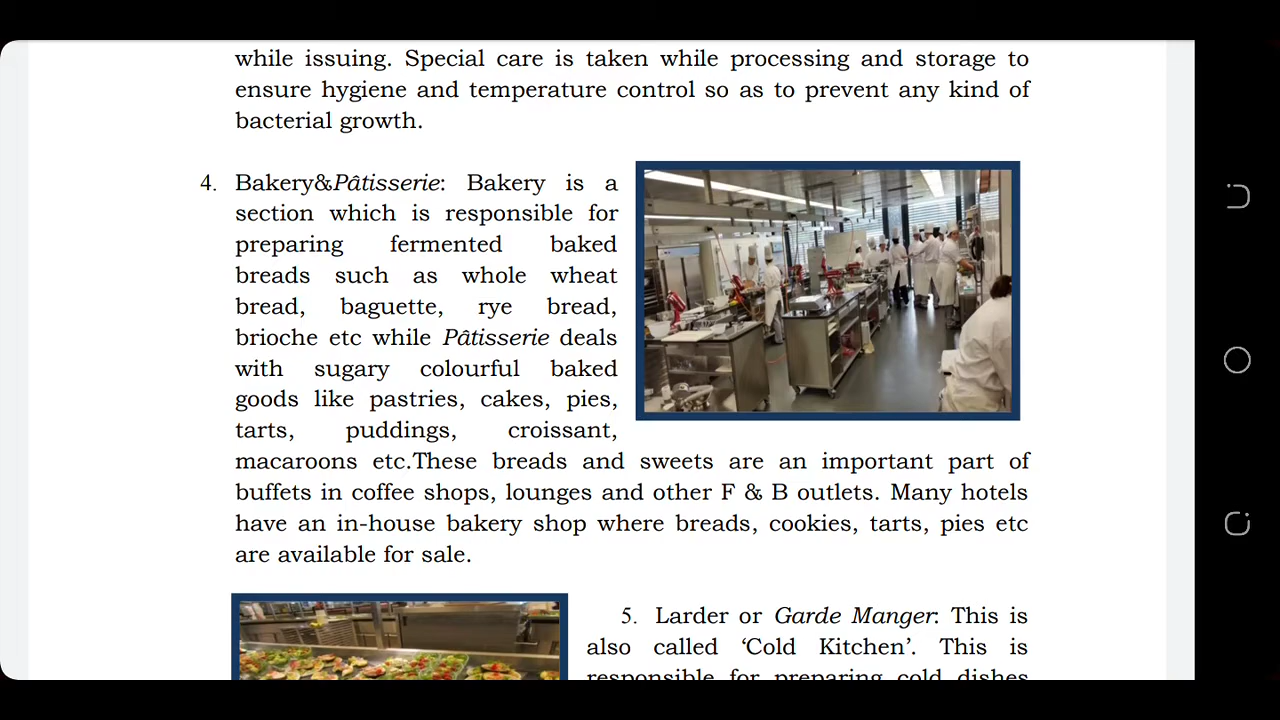 while issuing. Special care is taken while processing and storage to
ensure hygiene and temperature control so as to prevent any kind of
bacterial growth.
4. Bakery&Pâtisserie: Bakery is a
section which is responsible for
preparing fermented baked
breads such as whole wheat
bread, baguette, rye bread,
brioche etc while Pâtisserie deals
with sugary colourful baked
goods like pastries, cakes, pies,
tarts, puddings, croissant,
macaroons etc.These breads and sweets are an important part of
buffets in coffee shops, lounges and other F & B outlets. Many hotels
have an in-house bakery shop where breads, cookies, tarts, pies etc
are available for sale.
5. Larder or Garde Manger: This is
also called ‘Cold Kitchen’. This is
responsible for preparing cold dishes